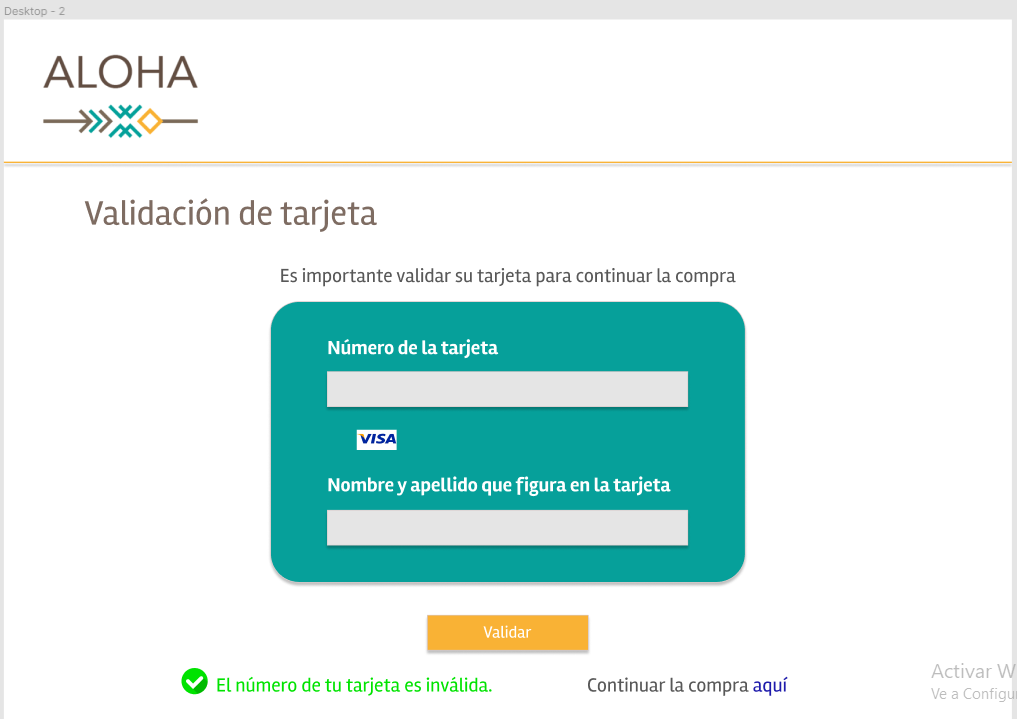 Desktop - 2
ALOHA
Validación de tarjeta
Es importante validar su tarjeta para continuar la compra
Número de la tarjeta
VISA
Nombre y apellido que figura en la tarjeta
Validar
El número de tu tarjeta es inválida.
Continuar la compra aquí
Activar W
Ve a Configu